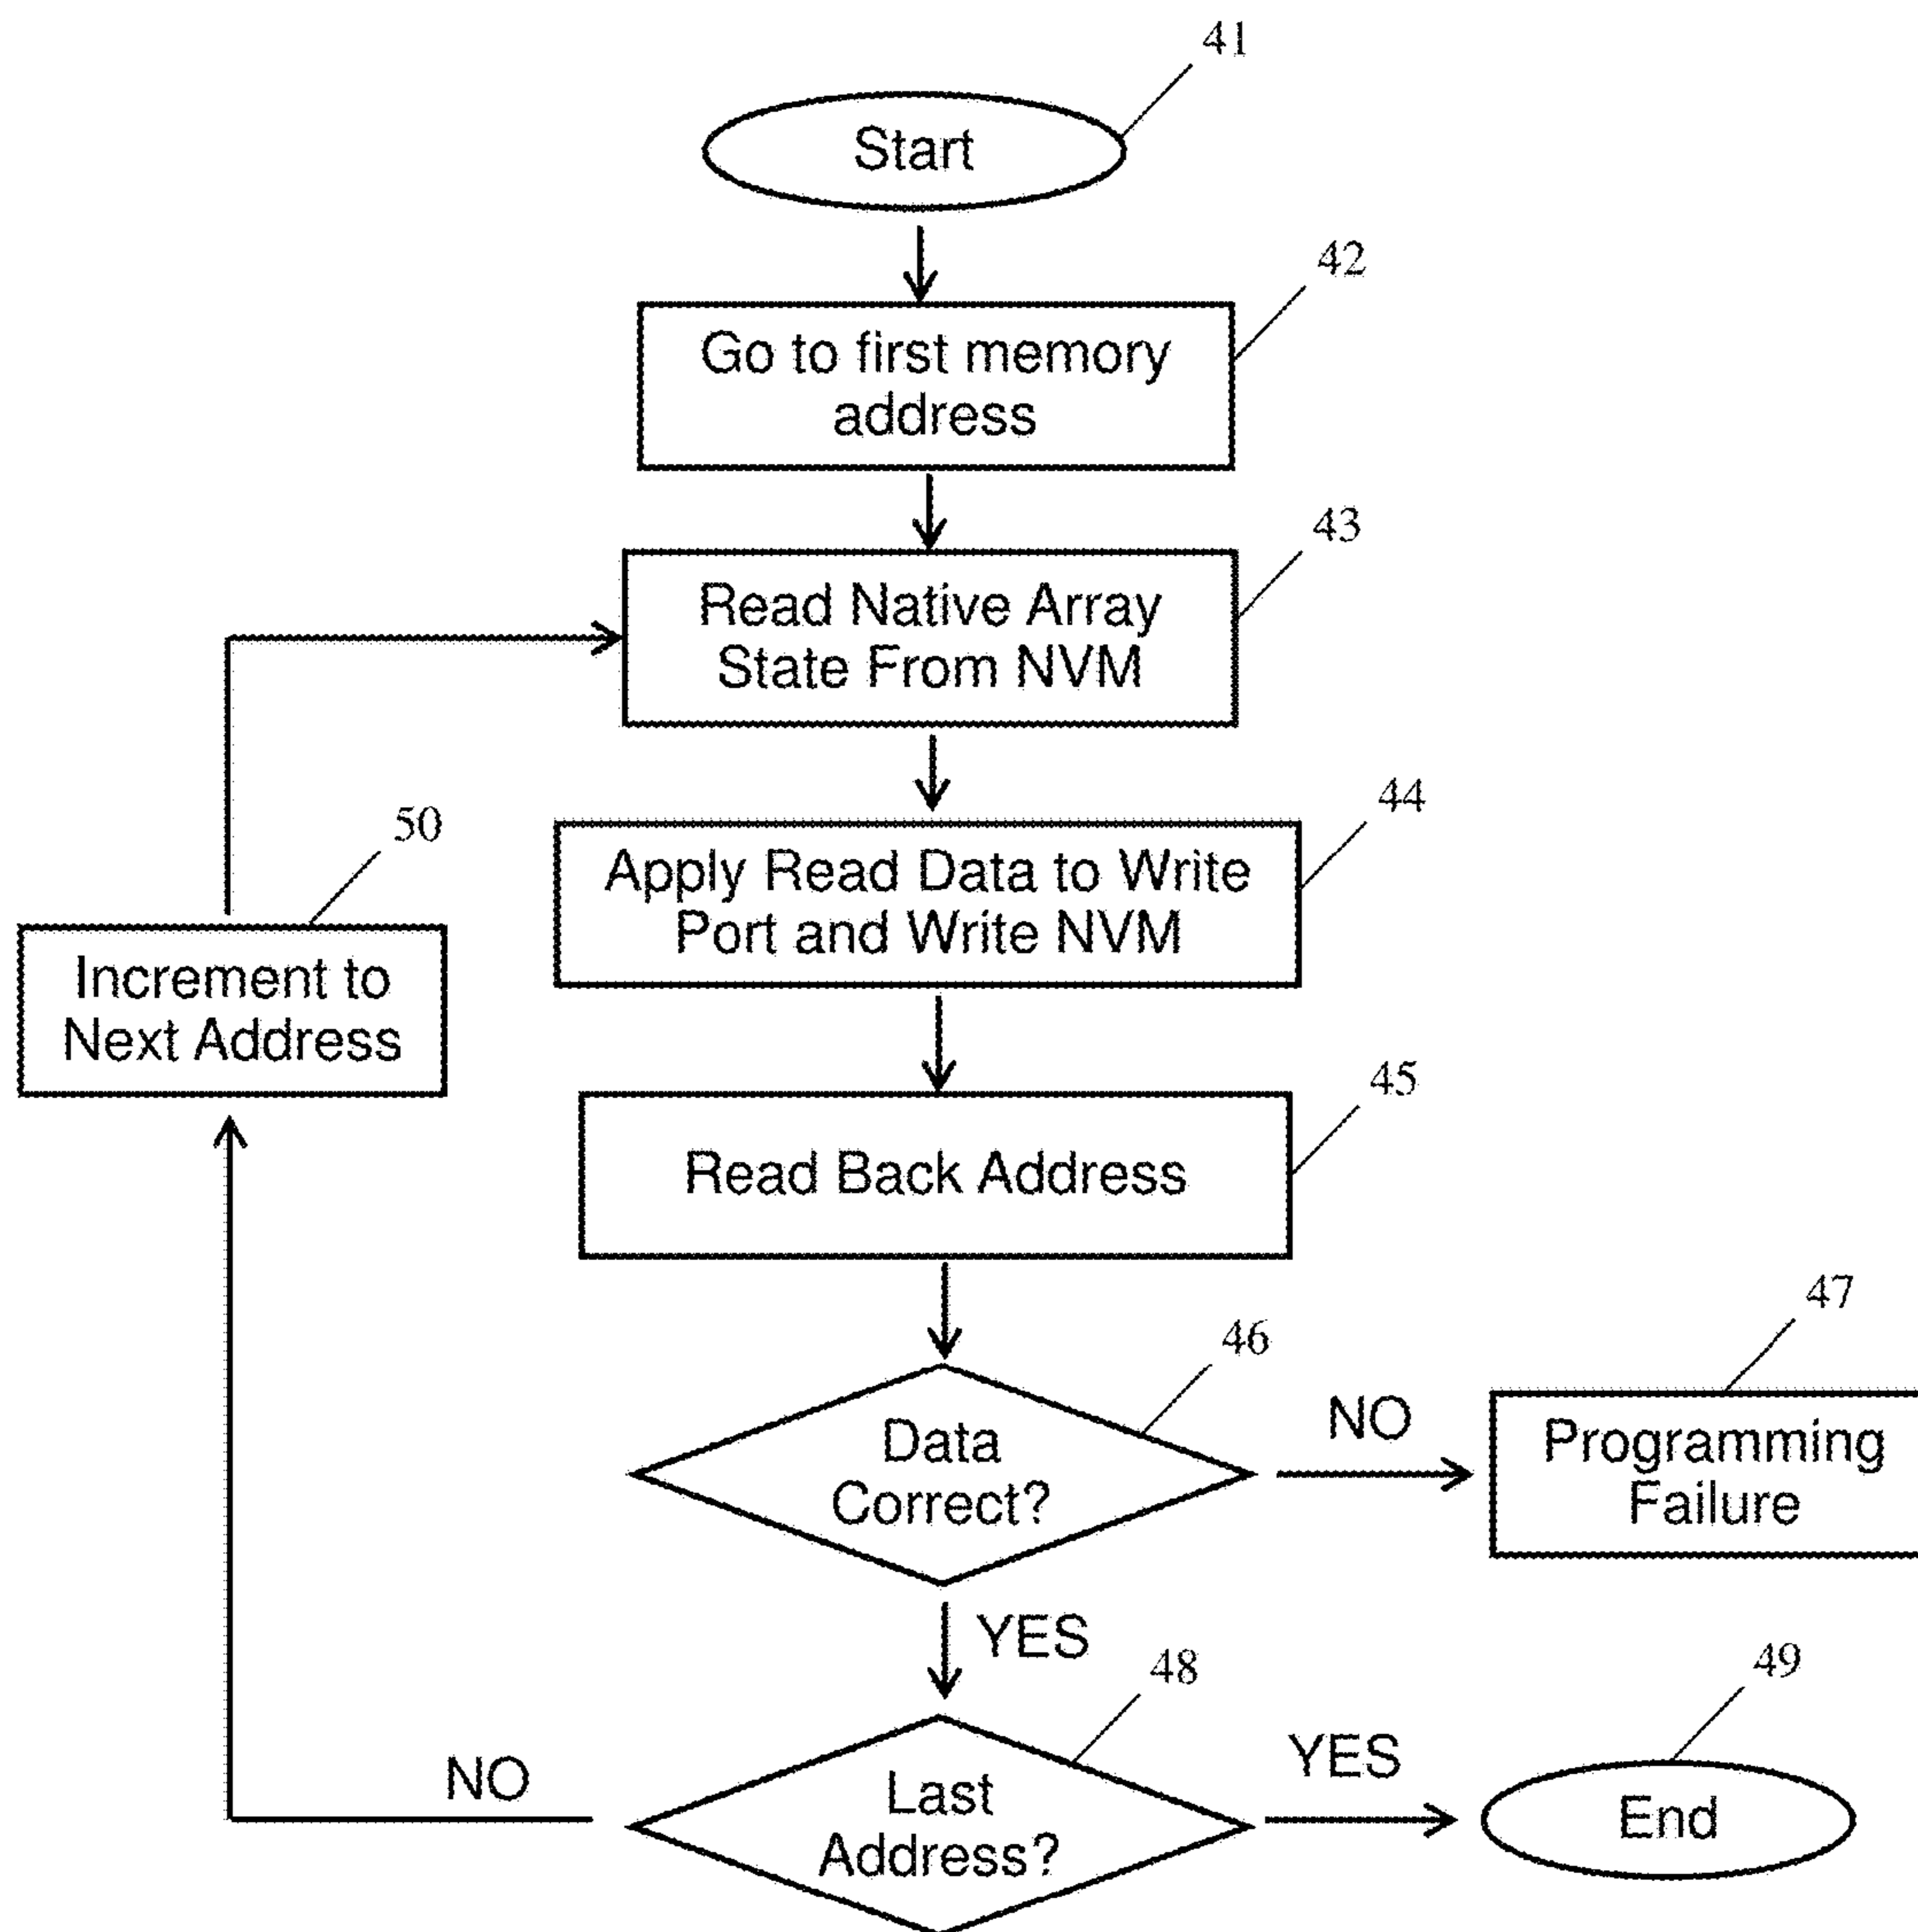 41
Start
42
Go to first memory
address
43
Read Native Array
State From NVM
44
Apply Read Data to Write
Port and Write NVM
50
Increment to
Next Address
45
Read Back Address
46
Data
Correct?
NO
47
Programming
Failure
YES
48
Last
Address?
NO
YES
49
End